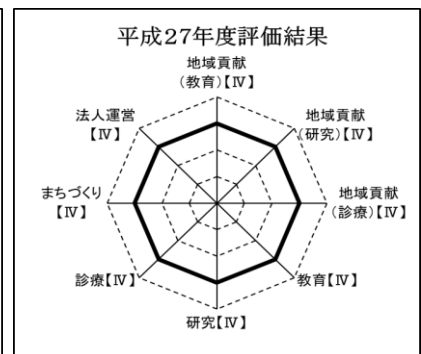 平成27年度評価結果
地域貢献
(教育)【Ⅳ】
法人運営
【Ⅳ】
地域貢献
(研究)【Ⅳ】
まちづくり
【Ⅳ】
地域貢献
(診療)【Ⅳ】
診療【Ⅳ】
教育【Ⅳ】
研究【Ⅳ】